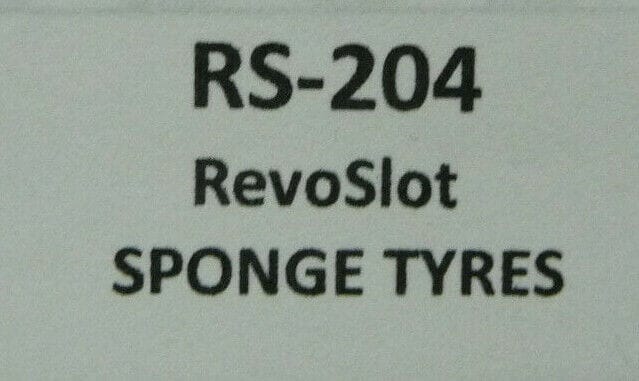 RS-204
RevoSlot
SPONGE TYRES